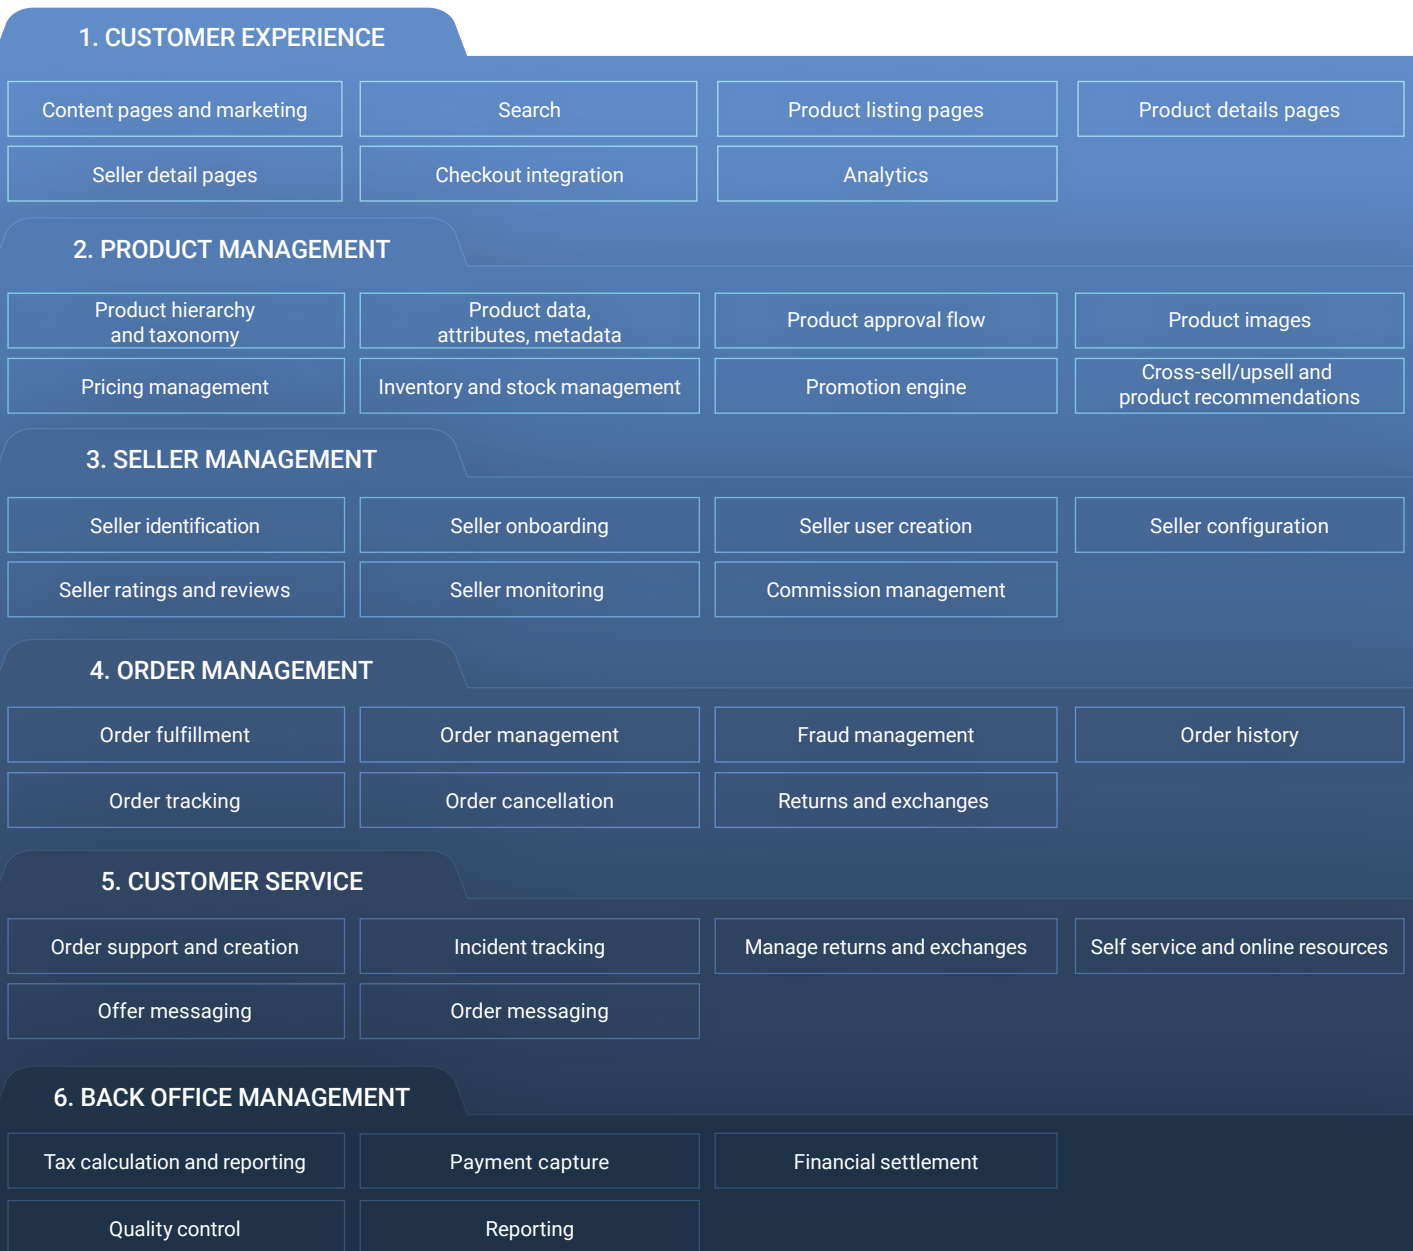 1. CUSTOMER EXPERIENCE
Content pages and marketing
Search
Product listing pages
Product details pages
Seller detail pages
Checkout integration
Analytics
2. PRODUCT MANAGEMENT
Product hierarchy
and taxonomy
Product data,
attributes, metadata
Product approval flow
Product images
Pricing management
Inventory and stock management
Promotion engine
Cross-sell/upsell and
product recommendations
3. SELLER MANAGEMENT
Seller identification
Seller onboarding
Seller user creation
Seller configuration
Seller ratings and reviews
Seller monitoring
Commission management
4. ORDER MANAGEMENT
Order fulfillment
Order management
Fraud management
Order history
Order tracking
Order cancellation
Returns and exchanges
5. CUSTOMER SERVICE
Order support and creation
Incident tracking
Manage returns and exchanges
Self service and online resources
Offer messaging
Order messaging
6. BACK OFFICE MANAGEMENT
Tax calculation and reporting
Payment capture
Financial settlement
Quality control
Reporting